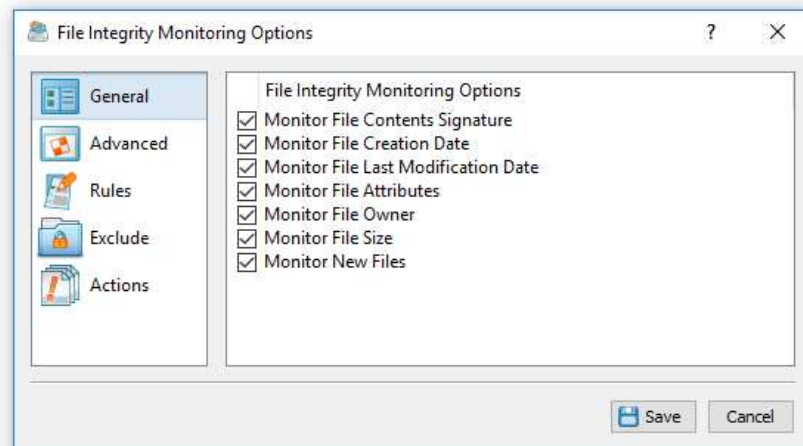 File Integrity Monitoring Options
?
General
Advanced
Rules
Exclude
Actions
File Integrity Monitoring Options
Monitor File Contents Signature
Monitor File Creation Date
Monitor File Last Modification Date
Monitor File Attributes
Monitor File Owner
Monitor File Size
Monitor New Files
Save
Cancel